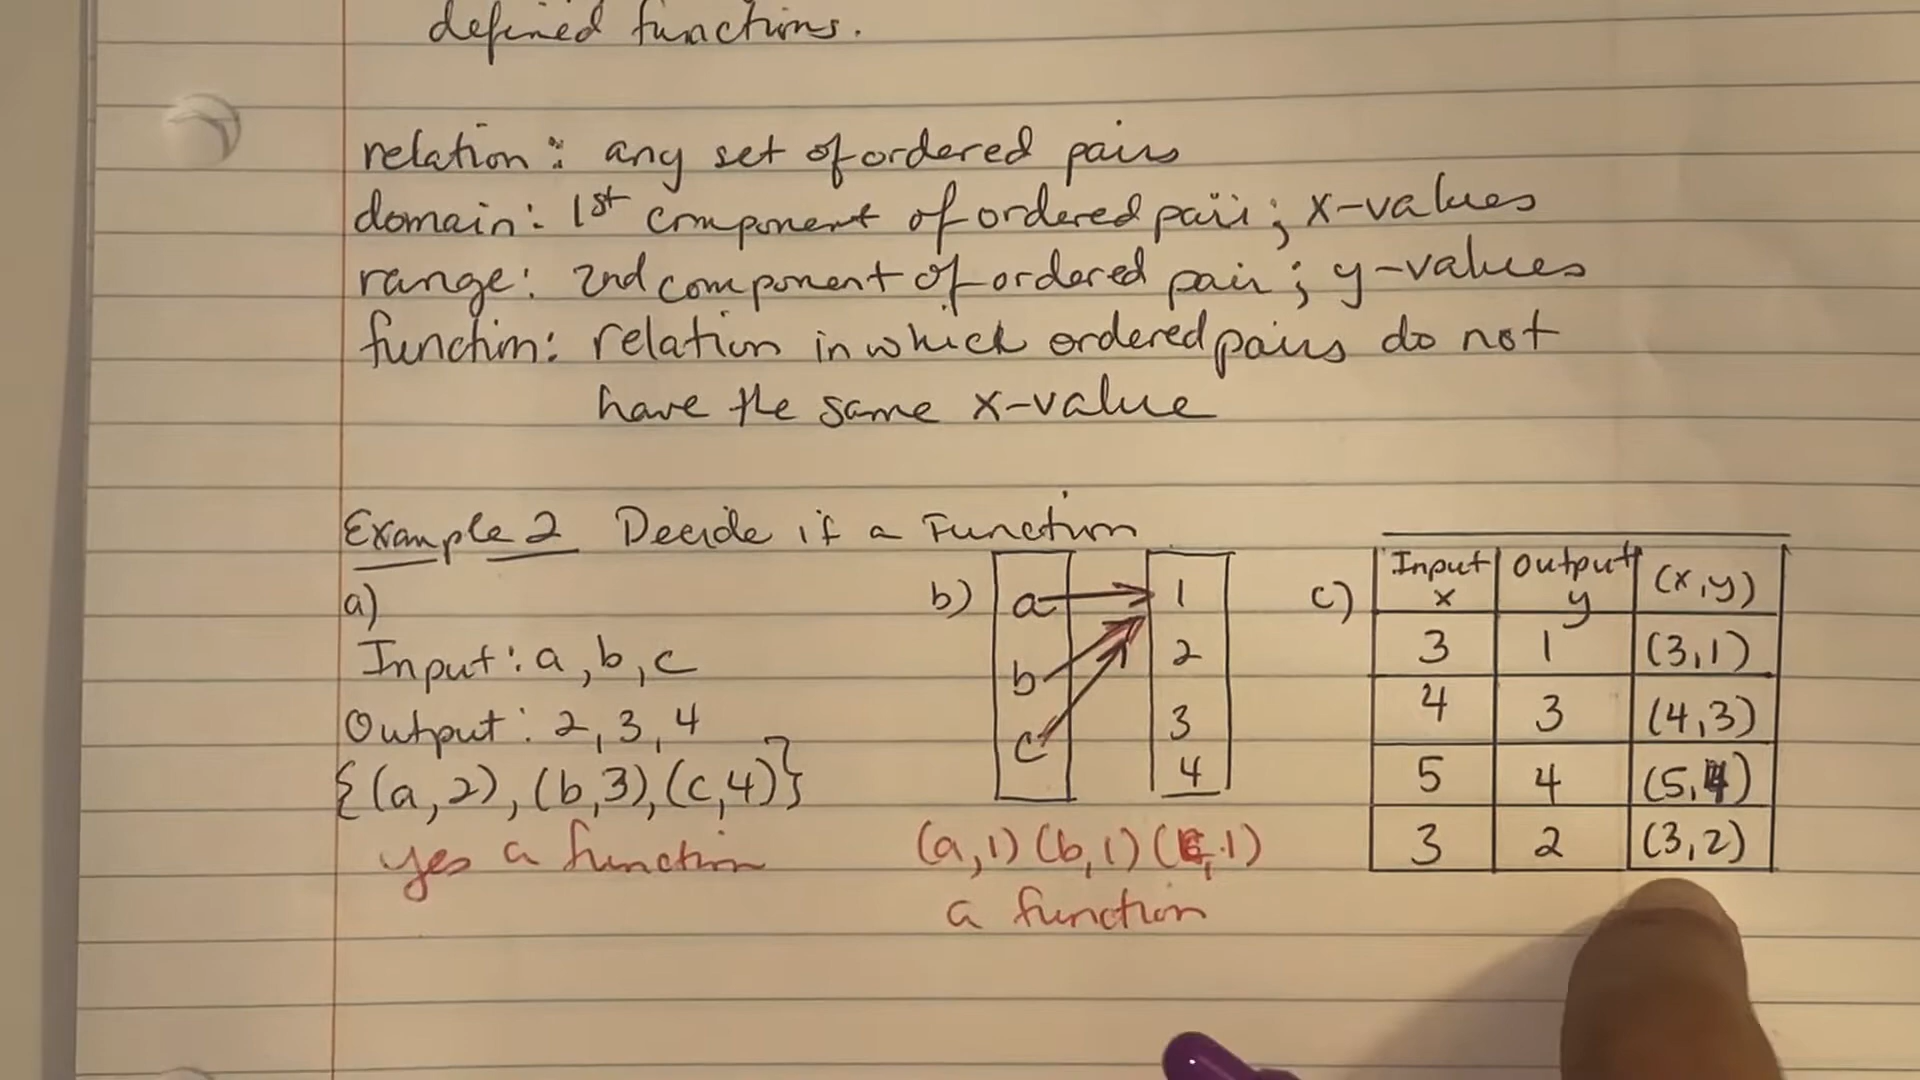 defined functions.
relation: any set of ordered pairs
domain: 1st component of ordered pair; x-values
range: 2nd component of ordered pair; y-values
function: relation in which ordered pairs do not
have the same x-value
Example 2 Decide if a Function
a)
Input: a, b, c
Output: 2, 3, 4
{(a,2), (b,3), (c,4)}
yes a function
b)
a 1
b 2
c 3
4
(a,1) (b,1) (c,1)
a function
c)
Input x Output y (x,y)
3 1 (3,1)
4 3 (4,3)
5 4 (5,4)
3 2 (3,2)